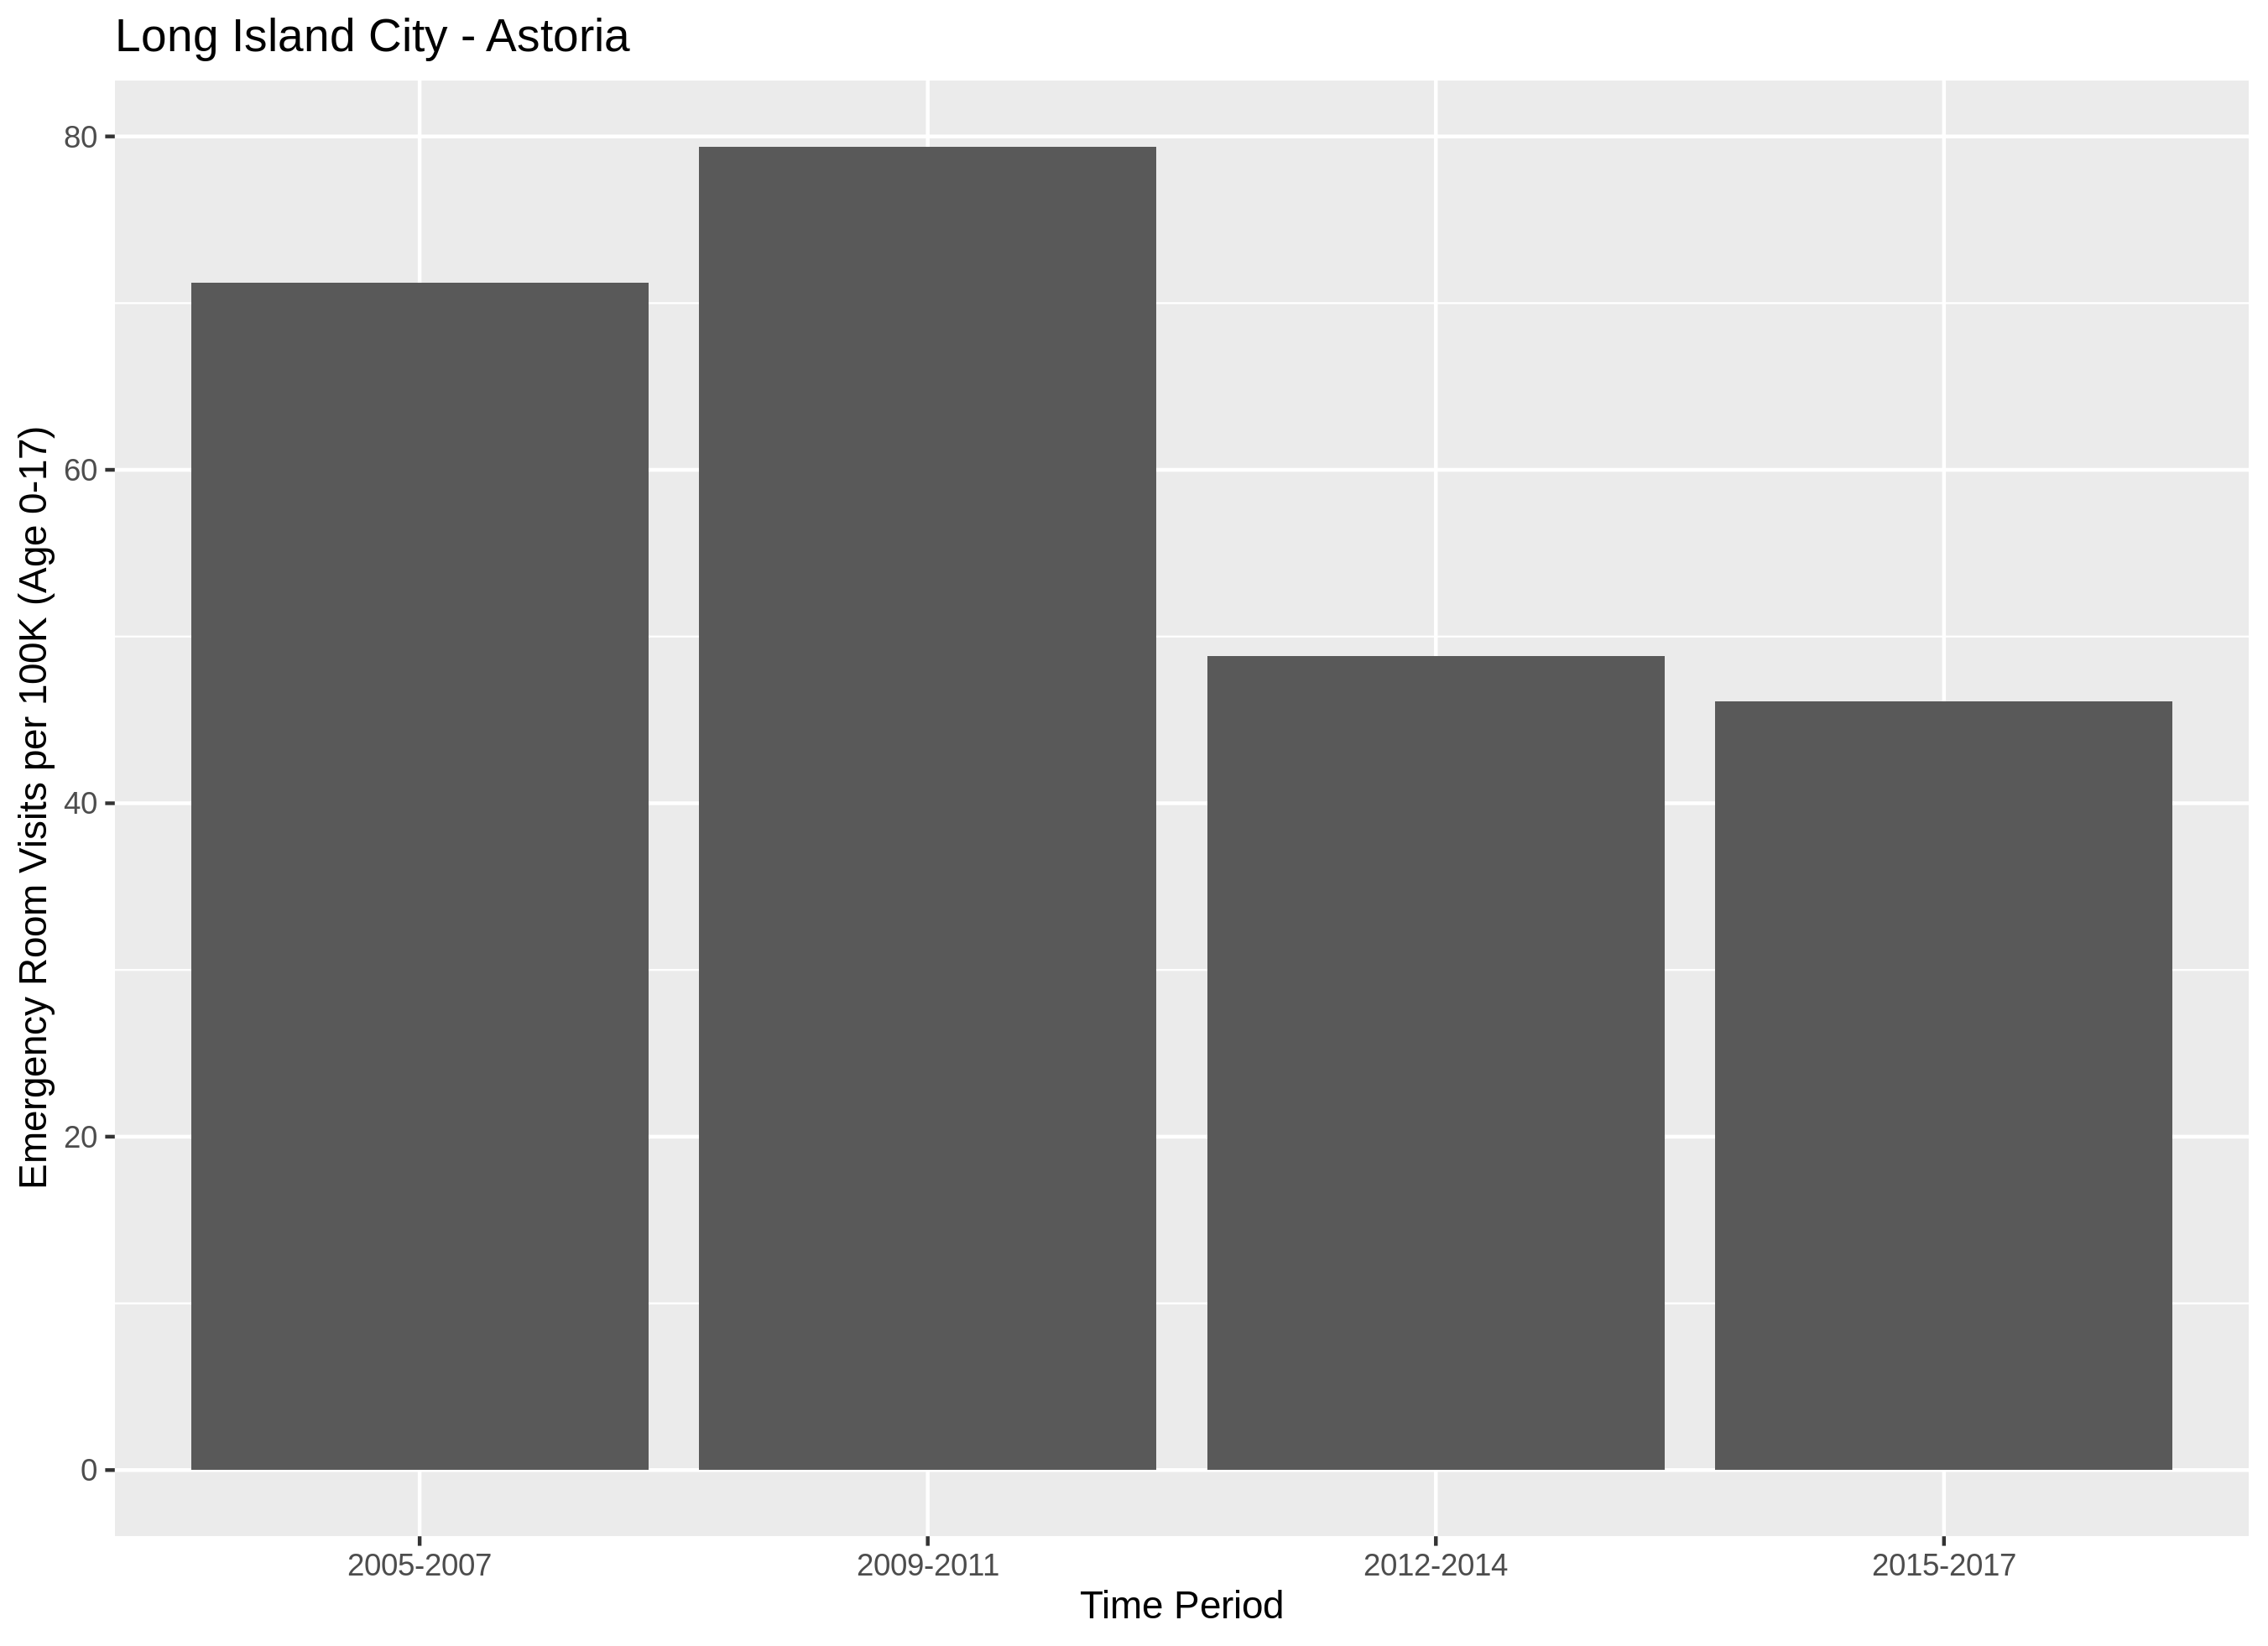 Long Island City - Astoria
Emergency Room Visits per 100K (Age 0-17)
80
60
40
20
0
2005-2007 2009-2011 2012-2014 2015-2017
Time Period